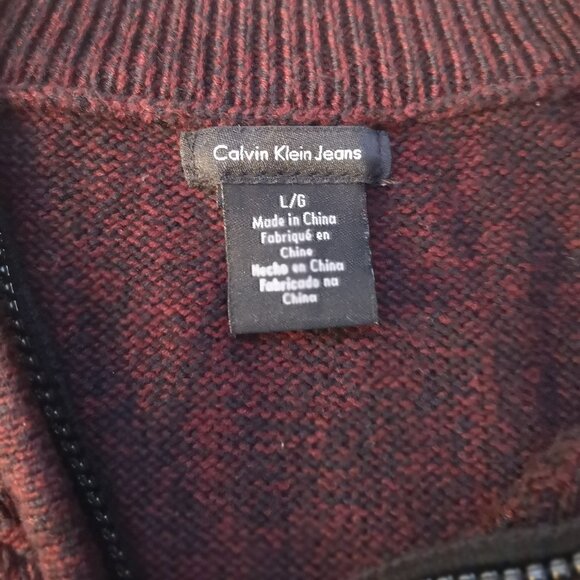 Calvin Klein Jeans
L/G
Made in China
Fabriqué en
Chine
Hecho en China
Fabricado na
China